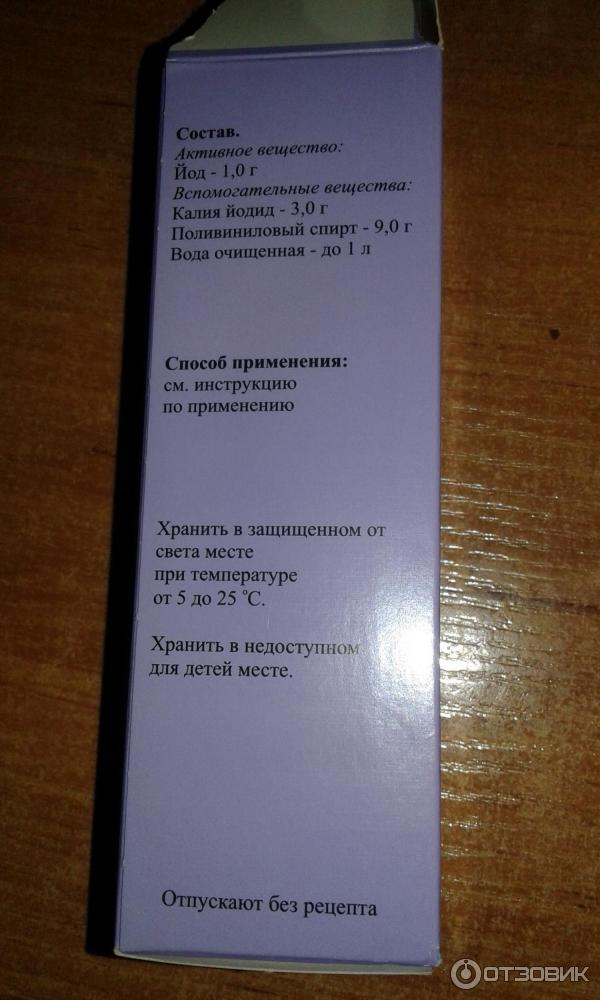 Состав.
Активное вещество:
Йод - 1,0 г
Вспомогательные вещества:
Калия йодид - 3,0 г
Поливиниловый спирт - 9,0 г
Вода очищенная - до 1 л
Способ применения:
см. инструкцию
по применению
Хранить в защищенном от
света месте
при температуре
от 5 до 25 °С.
Хранить в недоступном
для детей месте.
Отпускают без рецепта
ОТЗОВИК